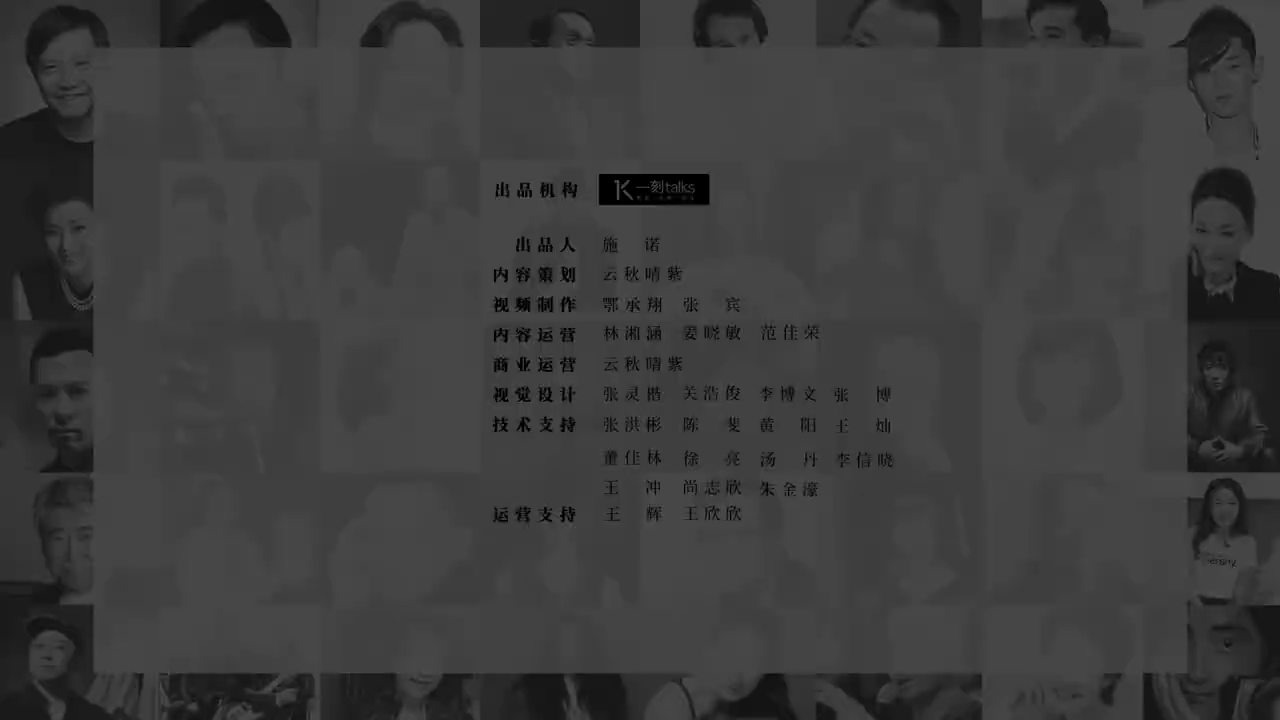 出品机构 一刻talks
出品人 施 诺
内容策划 云秋晴紫
视频制作 鄂承翔 张 宾
内容运营 林湘涵 姜晓敏 范佳荣
商业运营 云秋晴紫
视觉设计 张灵楷 关浩俊 李博文 张 博
技术支持 张洪彬 陈 斐 黄 阳 王 灿
董佳林 徐 亮 汤 丹 李信晓
王 冲 尚志欣 朱金濠
运营支持 王 辉 王欣欣